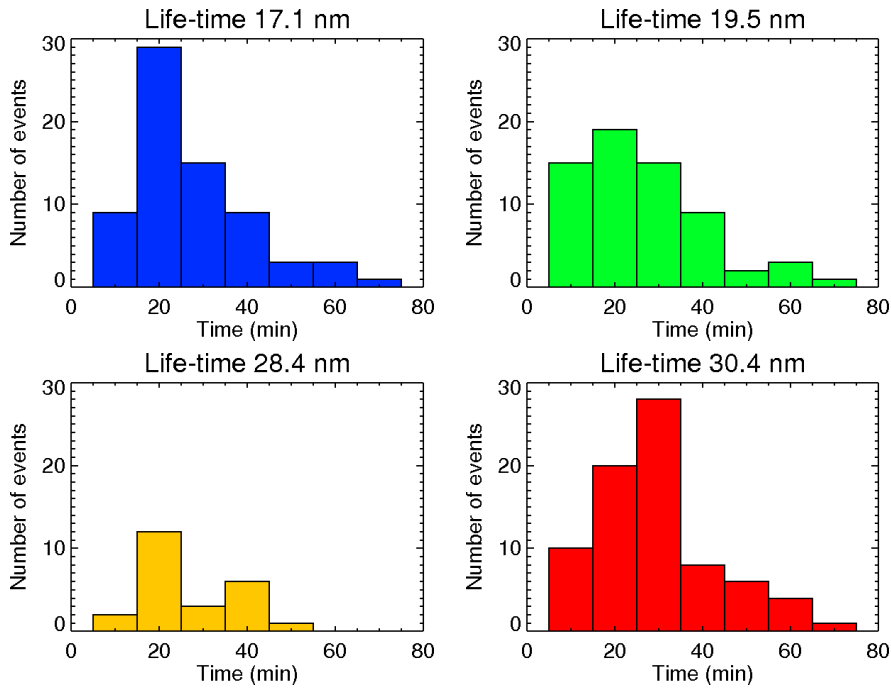 Life-time 17.1 nm
Number of events
30
20
10
0
0 20 40 60 80
Time (min)
Life-time 19.5 nm
Number of events
30
20
10
0
0 20 40 60 80
Time (min)
Life-time 28.4 nm
Number of events
30
20
10
0
0 20 40 60 80
Time (min)
Life-time 30.4 nm
Number of events
30
20
10
0
0 20 40 60 80
Time (min)